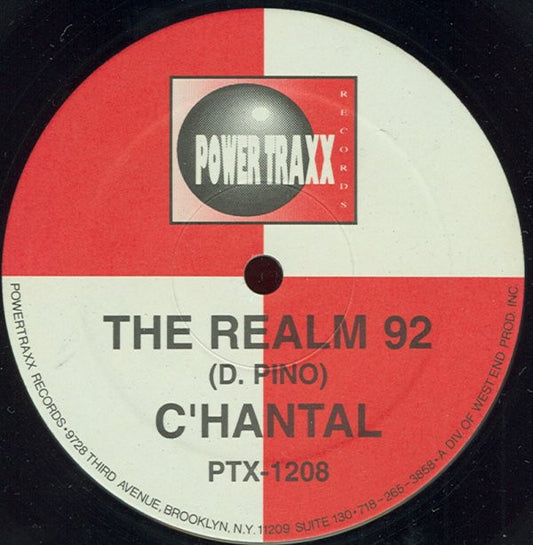 POWER TRAXX
RECORDS
THE REALM 92
(D. PINO)
C'HANTAL
PTX-1208
POWERTRAXX RECORDS • 9728 THIRD AVENUE, BROOKLYN, N.Y. 11209 SUITE 130 • 718-265-3858 • A DIV OF WEST END PROD. INC.